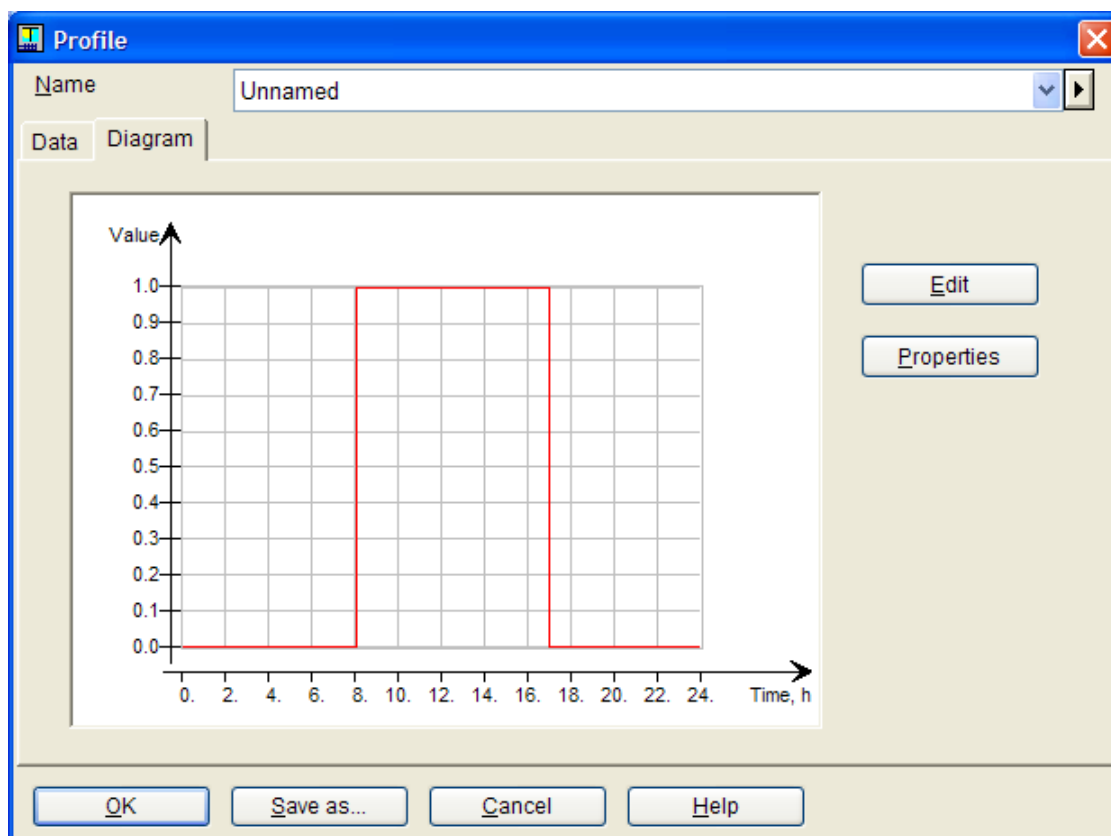 Profile
Name
Unnamed
Data Diagram
Value
1.0
0.9
0.8
0.7
0.6
0.5
0.4
0.3
0.2
0.1
0.0
0. 2. 4. 6. 8. 10. 12. 14. 16. 18. 20. 22. 24. Time, h
Edit
Properties
OK Save as... Cancel Help